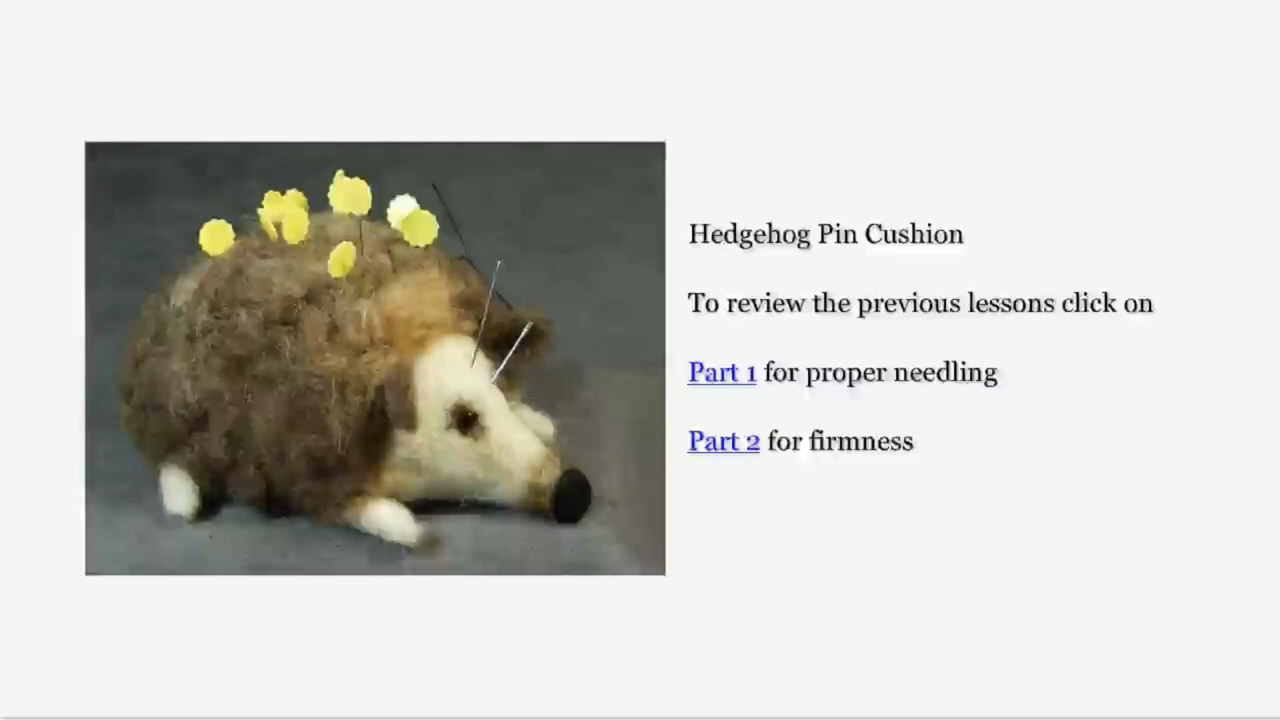 Hedgehog Pin Cushion
To review the previous lessons click on
Part 1 for proper needling
Part 2 for firmness